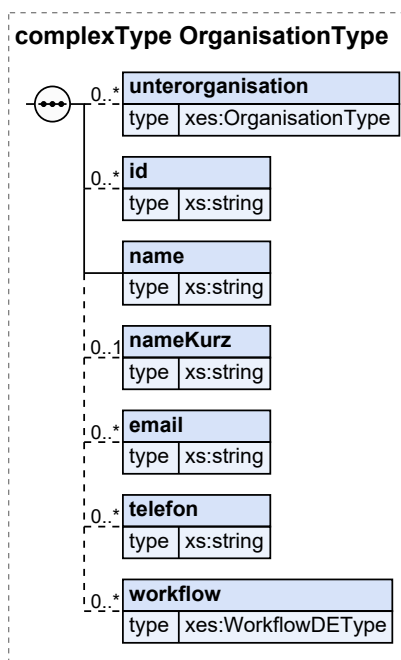 complexType OrganisationType
0..* unterorganisation
type xes:OrganisationType
0..* id
type xs:string
name
type xs:string
0..1 nameKurz
type xs:string
0..* email
type xs:string
0..* telefon
type xs:string
0..* workflow
type xes:WorkflowDEType